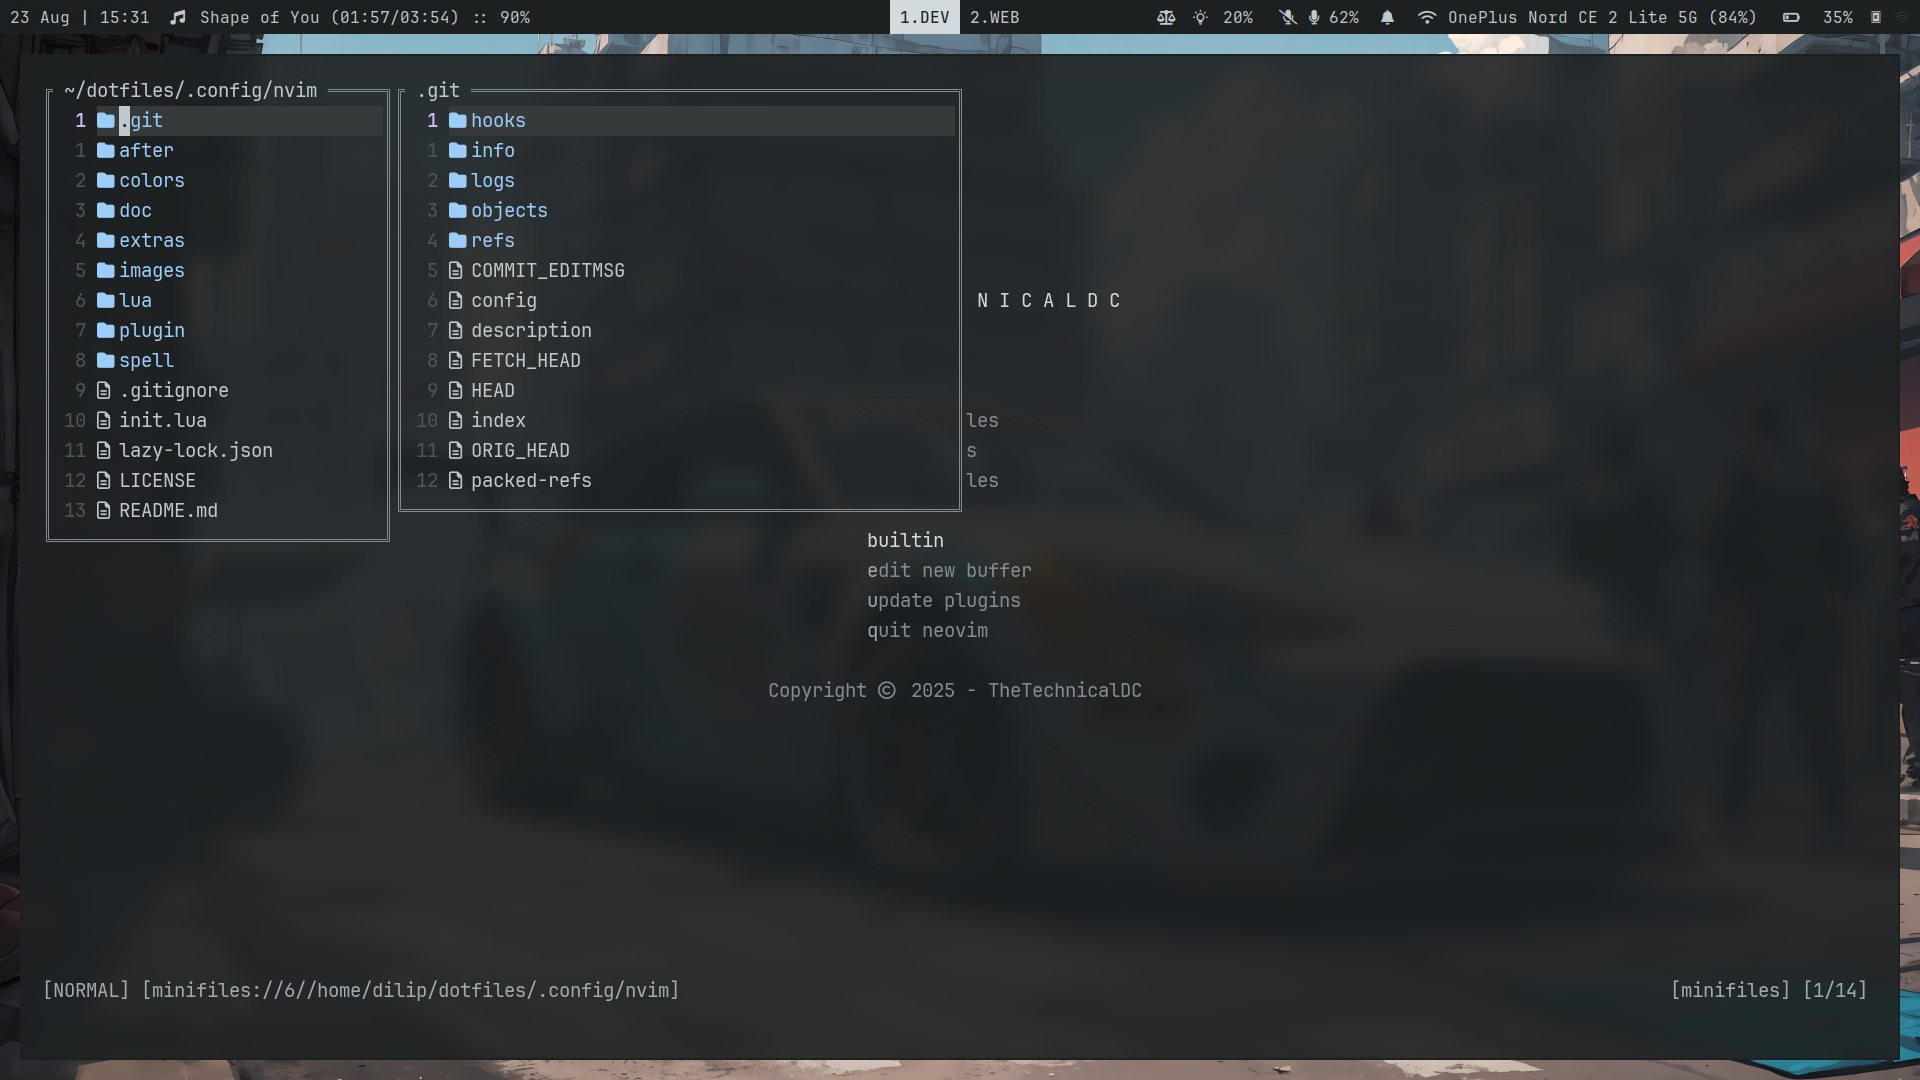 23 Aug | 15:31 Shape of You (01:57/03:54) :: 90% 1.DEV 2.WEB 20% 62% OnePlus Nord CE 2 Lite 5G (84%) 35%
~/dotfiles/.config/nvim
1 .git
1 after
2 colors
3 doc
4 extras
5 images
6 lua
7 plugin
8 spell
9 .gitignore
10 init.lua
11 lazy-lock.json
12 LICENSE
13 README.md
.git
1 hooks
1 info
2 logs
3 objects
4 refs
5 COMMIT_EDITMSG
6 config
7 description
8 FETCH_HEAD
9 HEAD
10 index
11 ORIG_HEAD
12 packed-refs
N I C A L D C
les
s
les
builtin
edit new buffer
update plugins
quit neovim
Copyright © 2025 - TheTechnicalDC
[NORMAL] [minifiles://6//home/dilip/dotfiles/.config/nvim] [minifiles] [1/14]